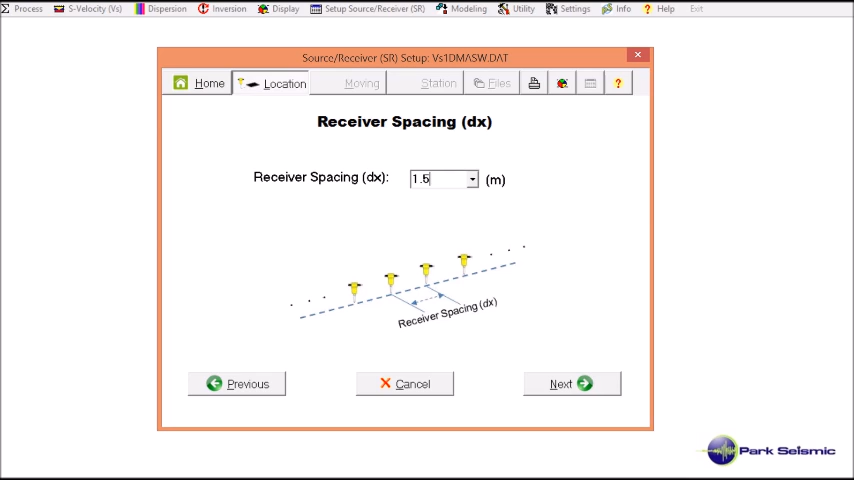 Process S-Velocity (Vs) Dispersion Inversion Display Setup Source/Receiver (SR) Modeling Utility Settings Info Help Exit
Source/Receiver (SR) Setup: Vs1DMASW.DAT
Home Location Moving Station Files
Receiver Spacing (dx)
Receiver Spacing (dx): 1.5 (m)
Receiver Spacing (dx)
Previous Cancel Next
Park Seismic